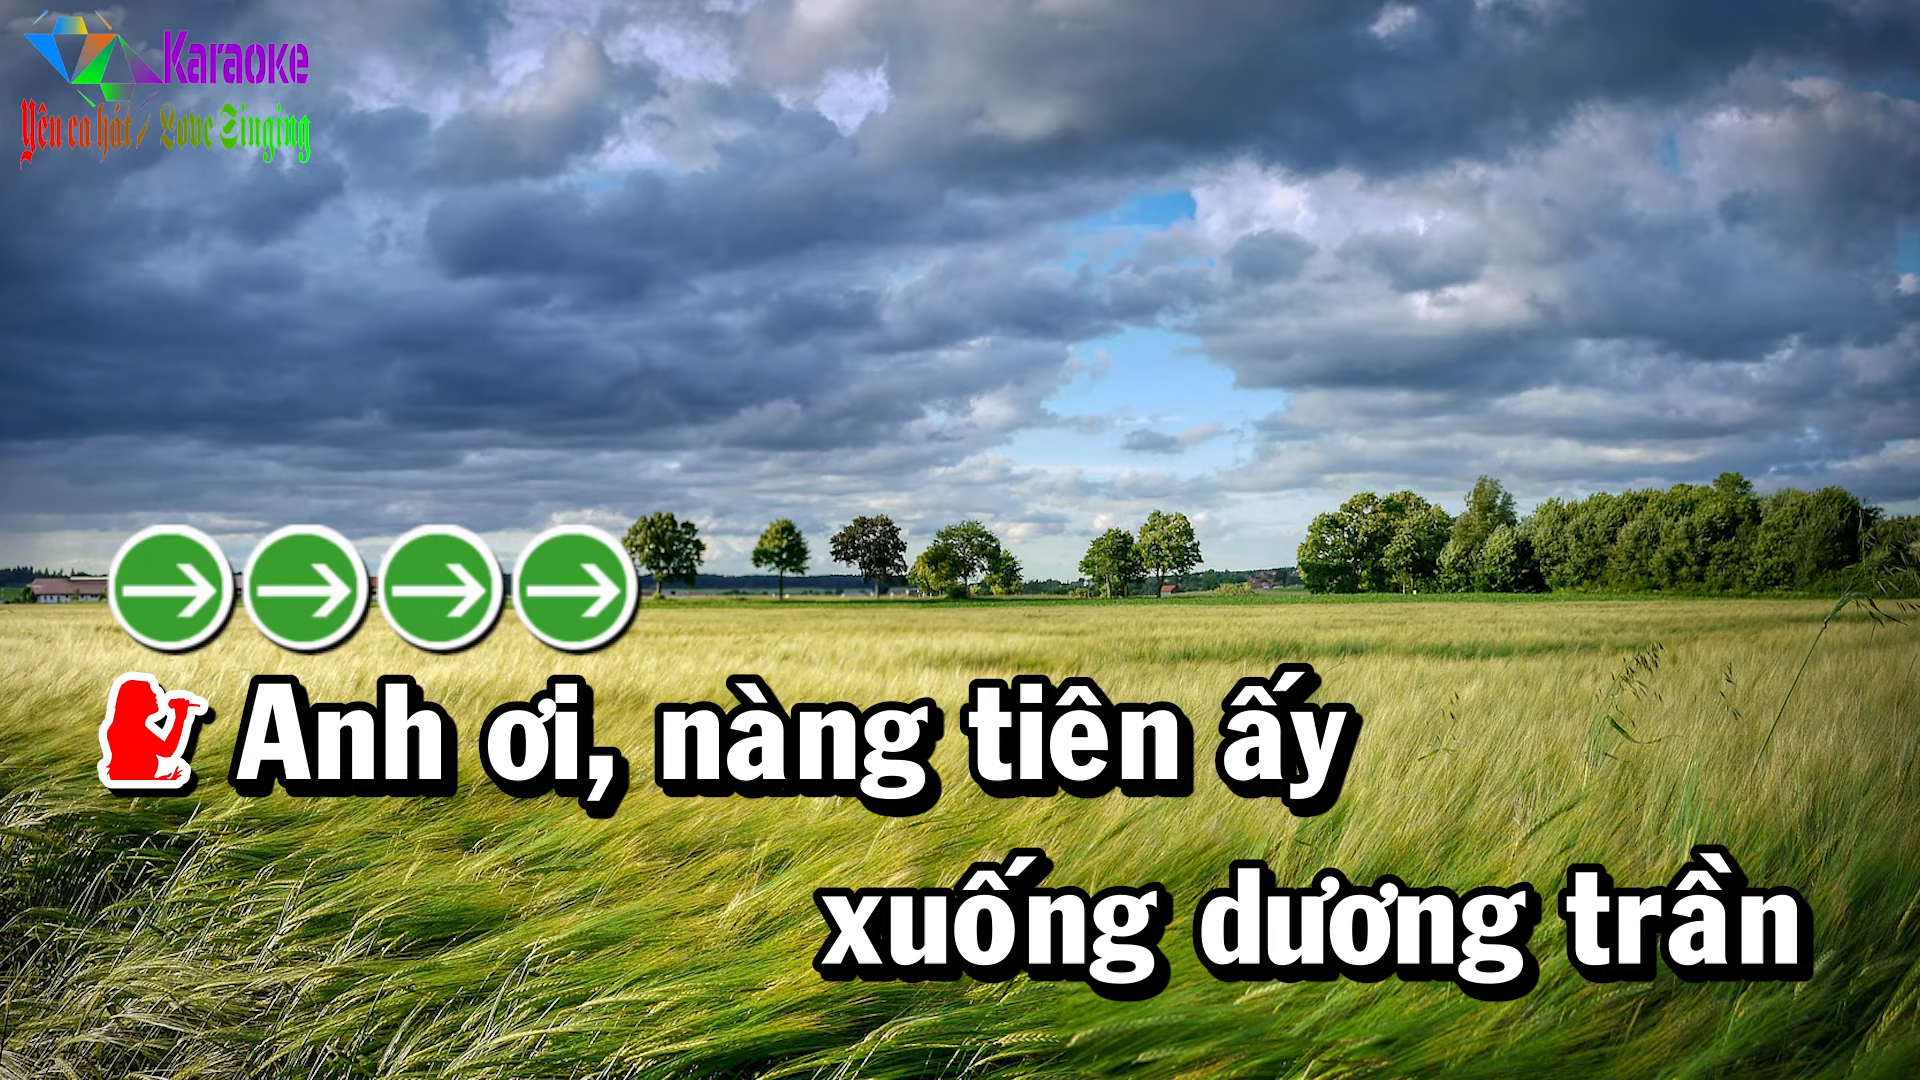 Karaoke
Yêu ca hát / Love Singing
Anh ơi, nàng tiên ấy
xuống dương trần